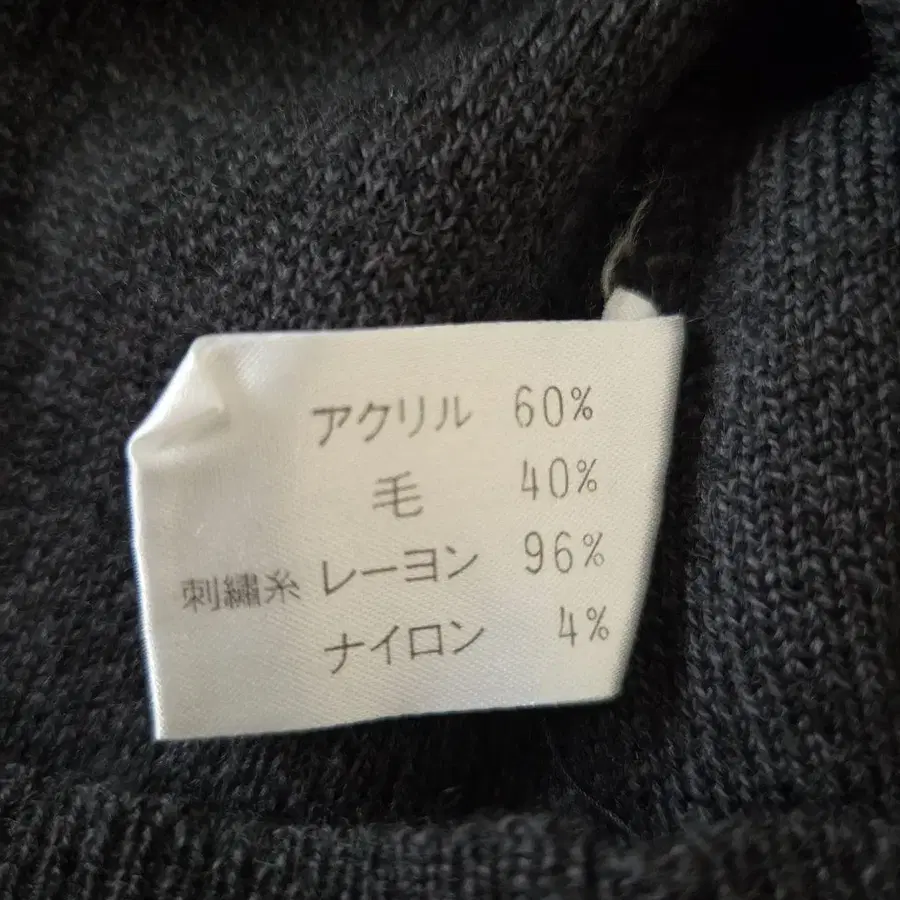 アクリル 60%
毛 40%
刺繍糸 レーヨン 96%
ナイロン 4%